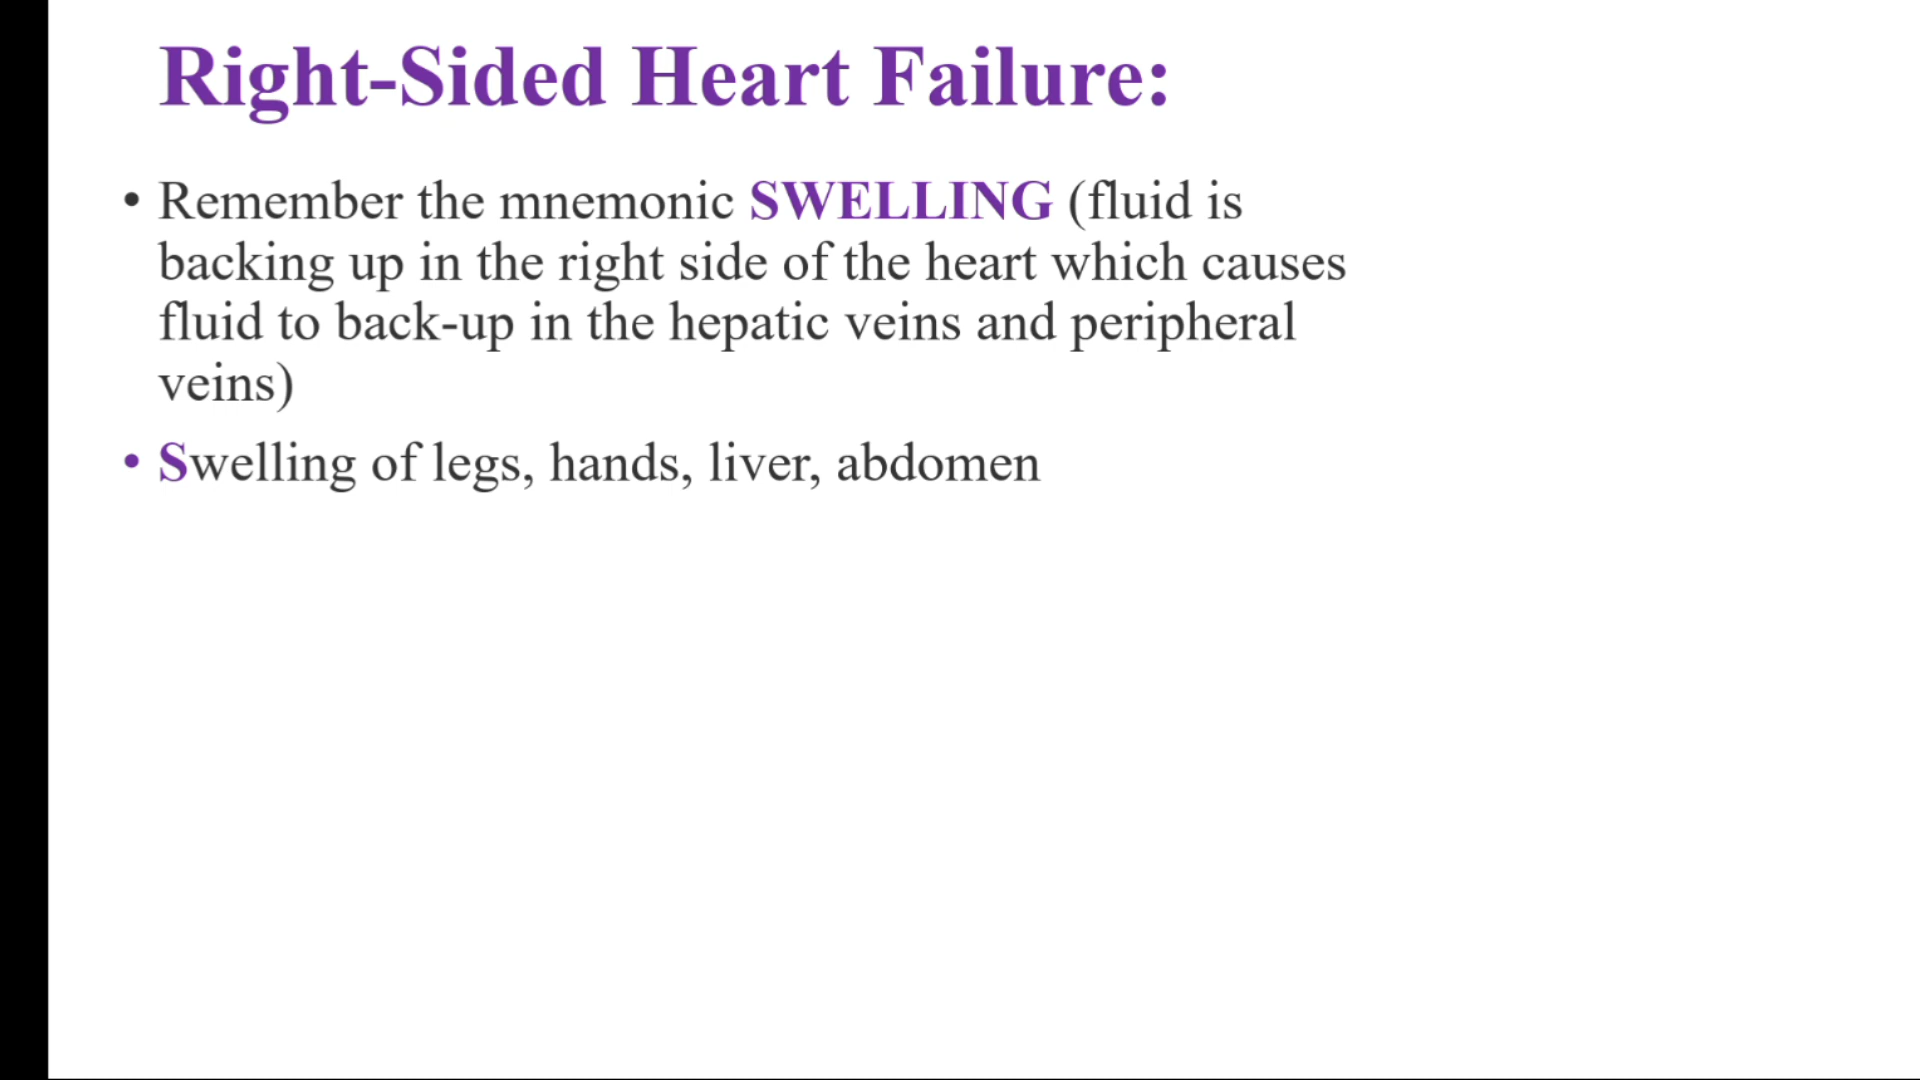 Right-Sided Heart Failure:
• Remember the mnemonic SWELLING (fluid is
backing up in the right side of the heart which causes
fluid to back-up in the hepatic veins and peripheral
veins)
• Swelling of legs, hands, liver, abdomen